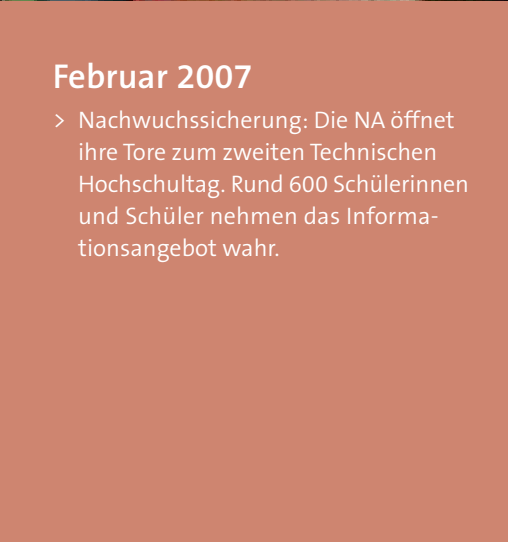 Februar 2007
> Nachwuchssicherung: Die NA öffnet
ihre Tore zum zweiten Technischen
Hochschultag. Rund 600 Schülerinnen
und Schüler nehmen das Informa-
tionsangebot wahr.